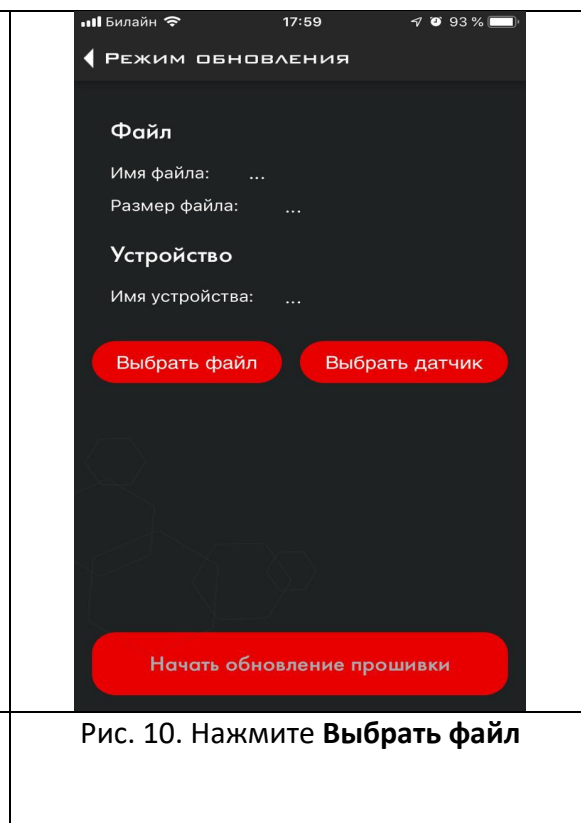 Билайн 17:59 93 %
Режим обновления
Файл
Имя файла: ...
Размер файла: ...
Устройство
Имя устройства: ...
Выбрать файл Выбрать датчик
Начать обновление прошивки
Рис. 10. Нажмите Выбрать файл